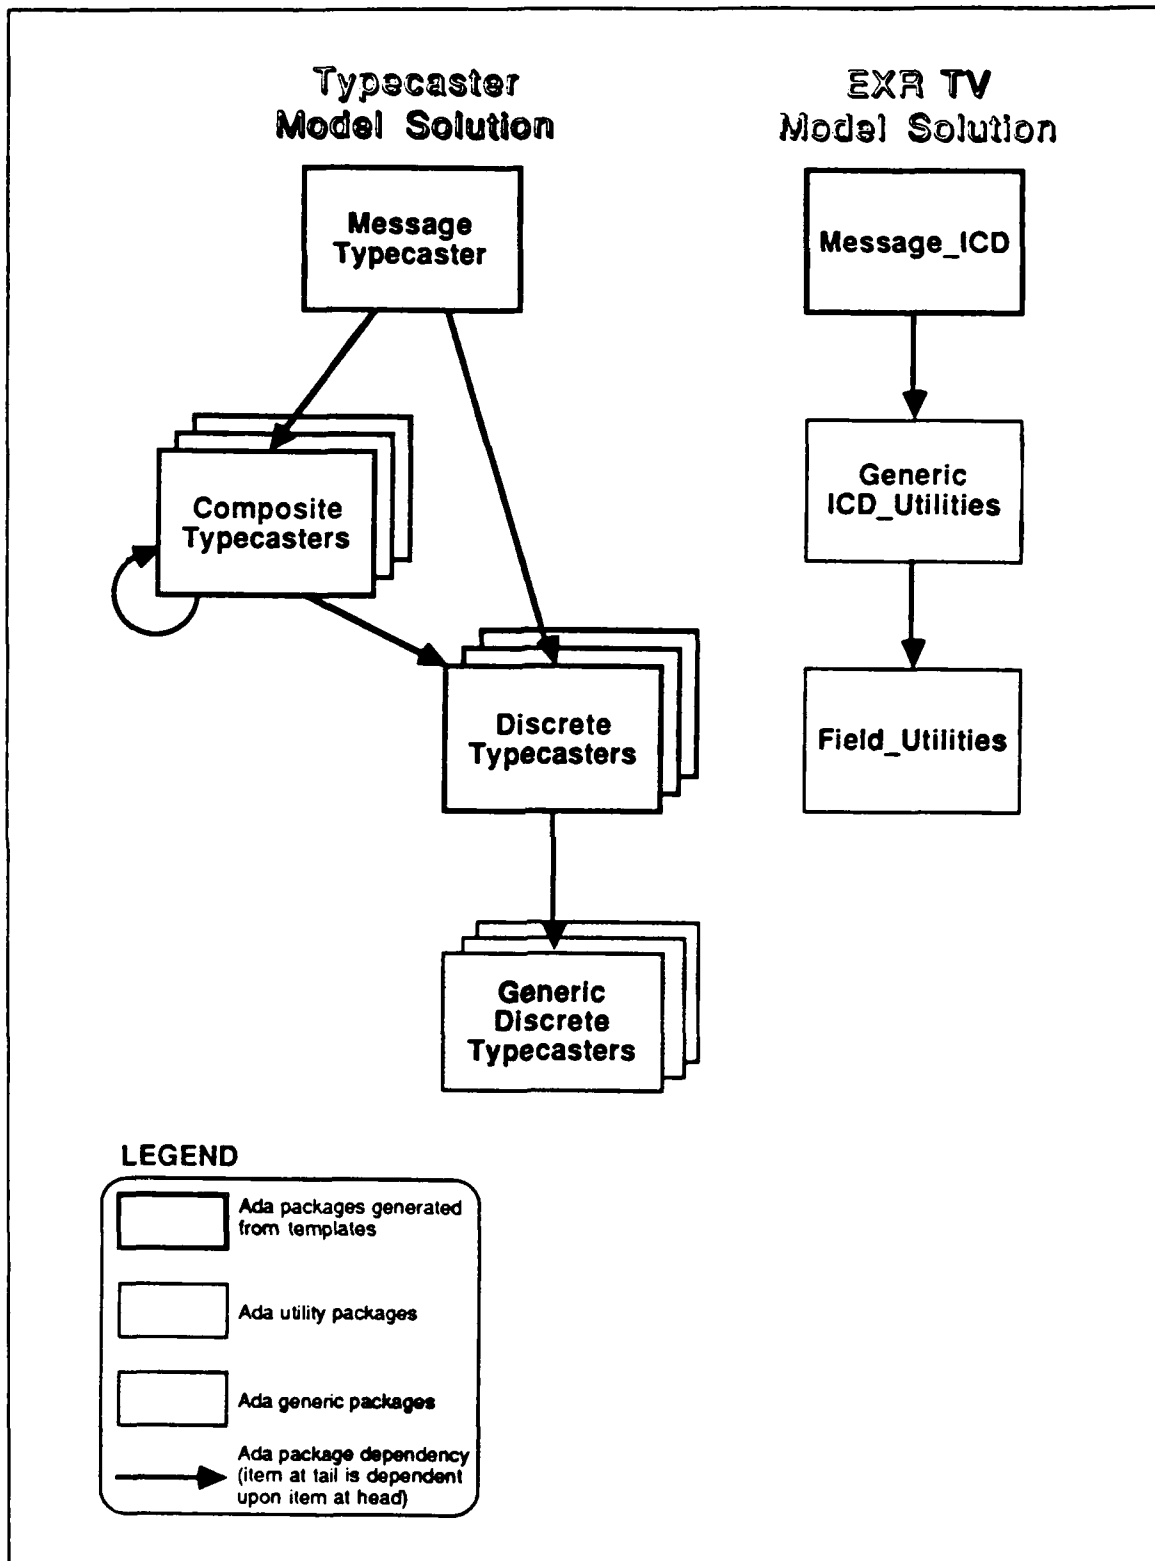 Typecaster
Model Solution
Message
Typecaster
Composite
Typecasters
Discrete
Typecasters
Generic
Discrete
Typecasters
EXR TV
Model Solution
Message_ICD
Generic
ICD_Utilities
Field_Utilities
LEGEND
Ada packages generated
from templates
Ada utility packages
Ada generic packages
Ada package dependency
(item at tail is dependent
upon item at head)